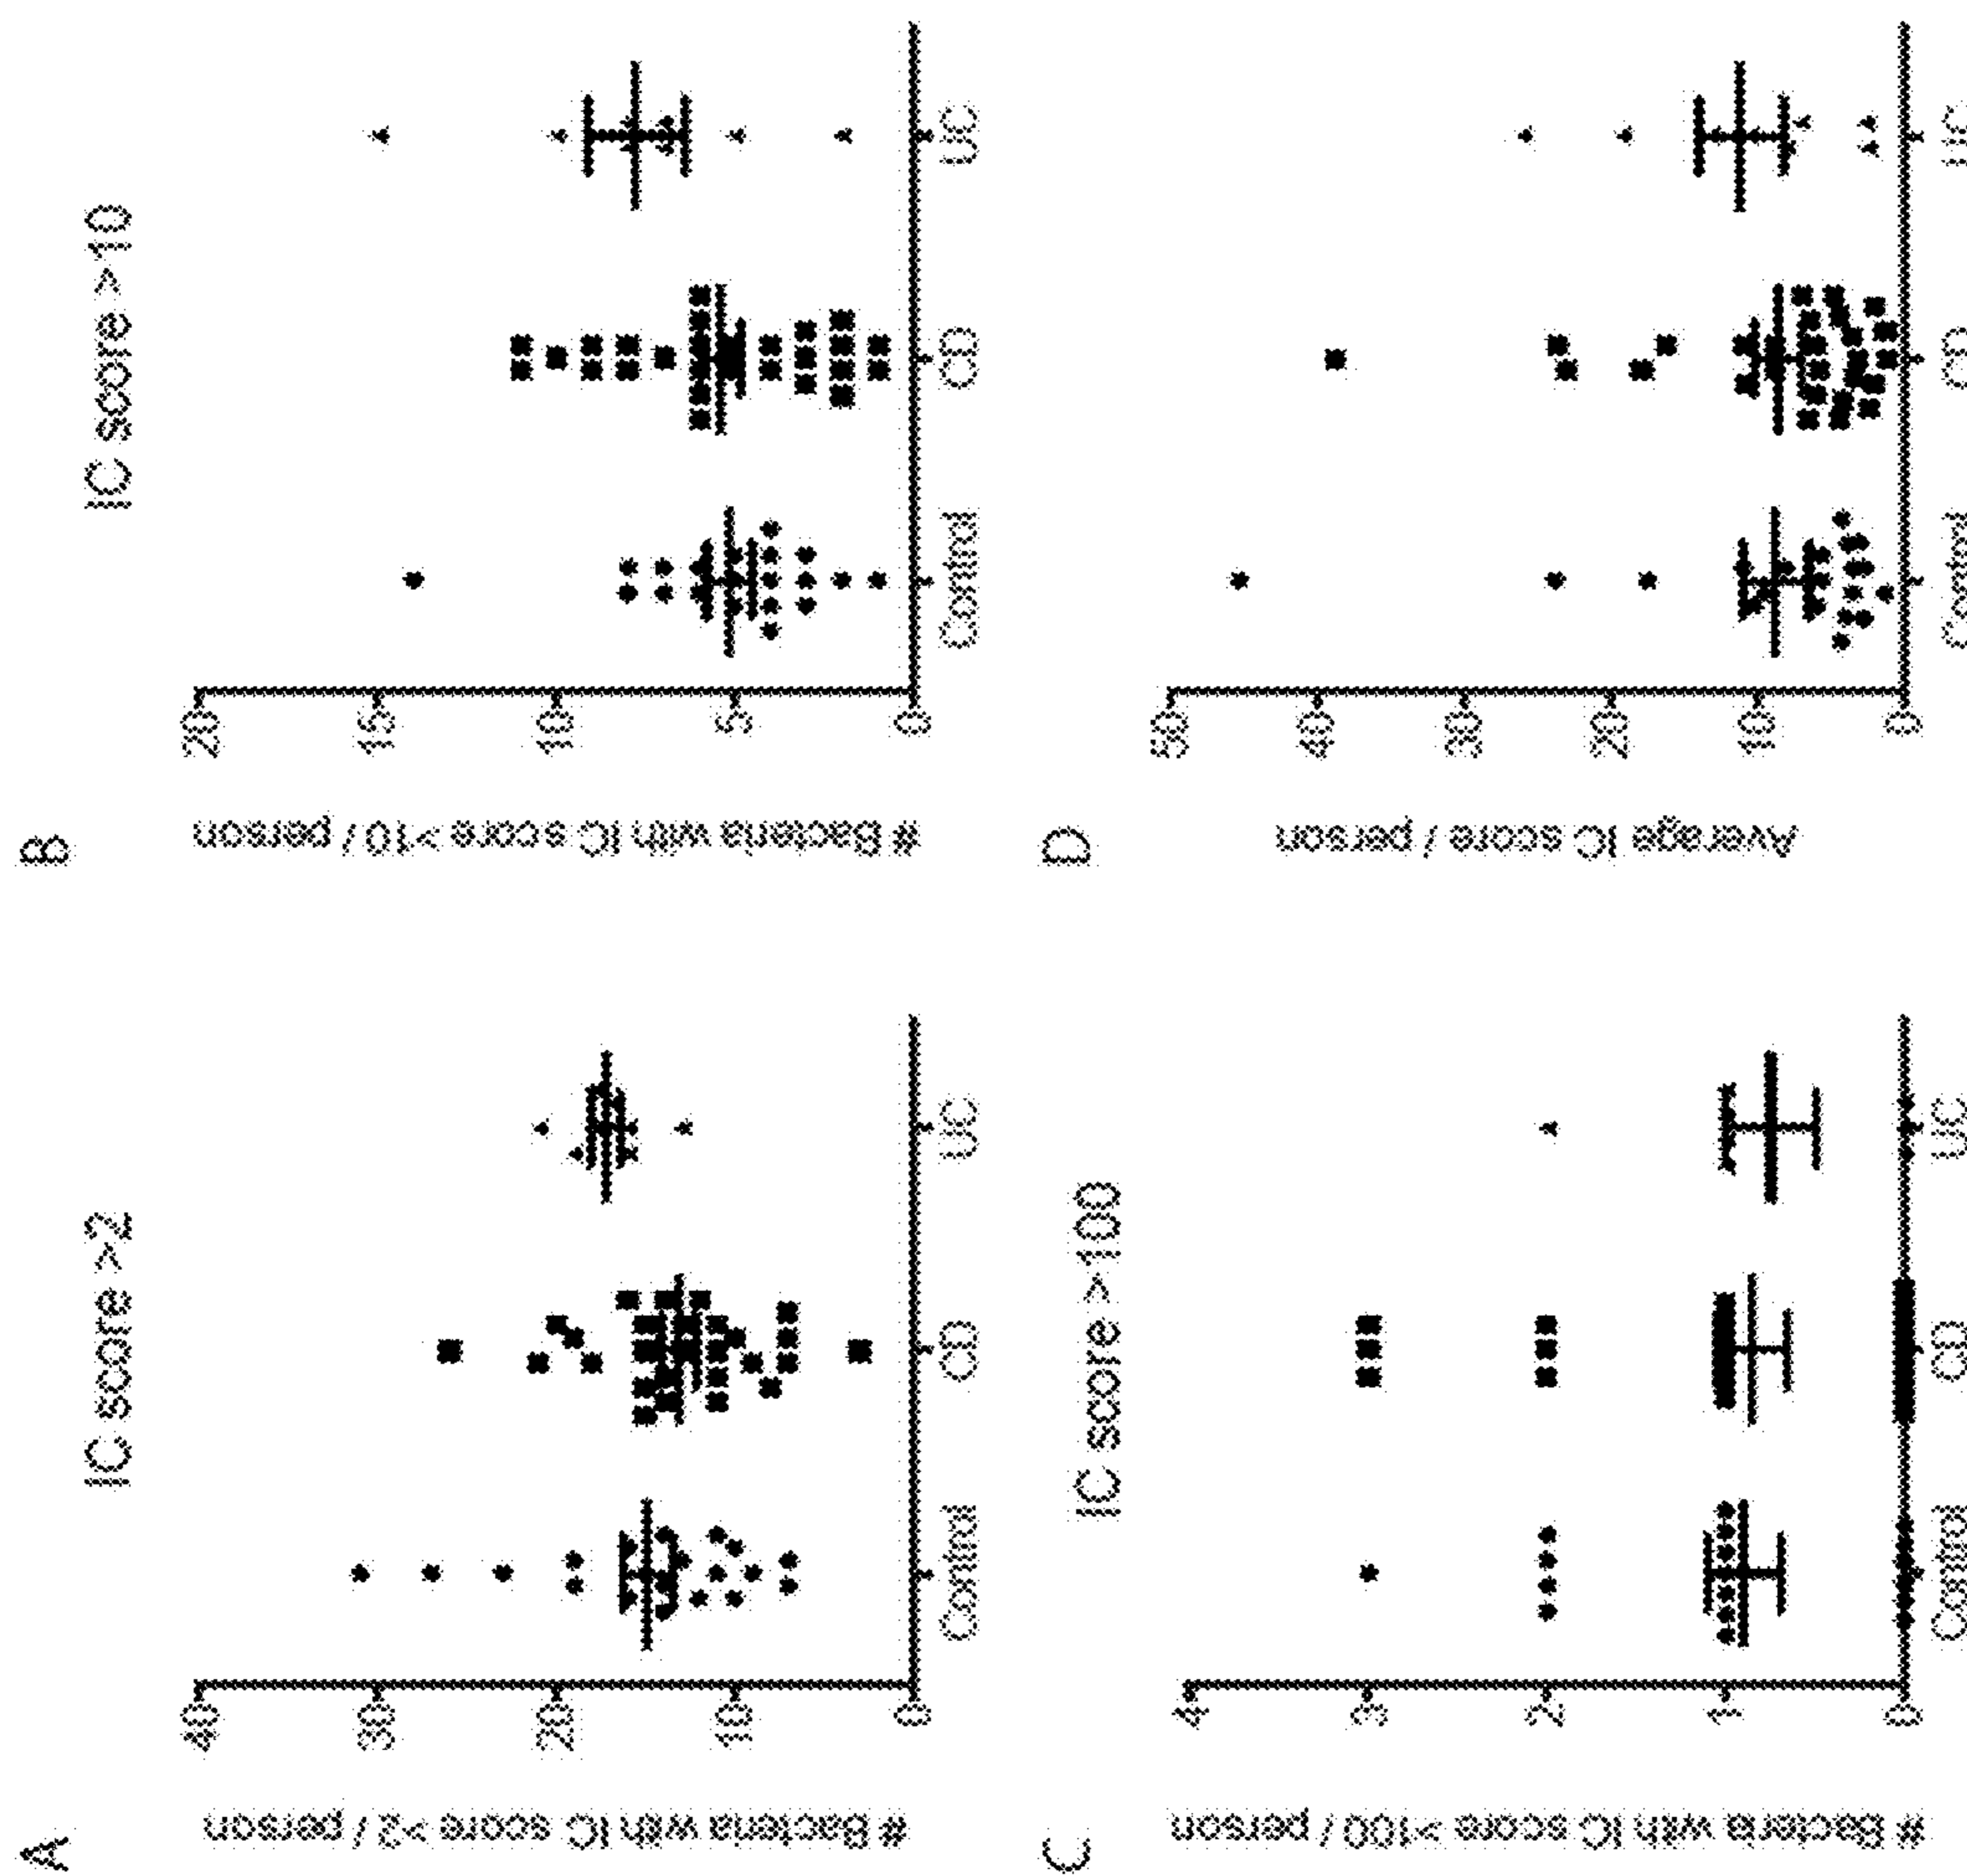 A
IC score >2
# Bacteria with IC score >2 / person
40
30
20
10
0
Control CD UC
B
IC score >10
# Bacteria with IC score >10 / person
20
15
10
5
0
Control CD UC
C
IC score >100
# Bacteria with IC score >100 / person
4
3
2
1
0
Control CD UC
D
Average IC score / person
50
40
30
20
10
0
Control CD UC